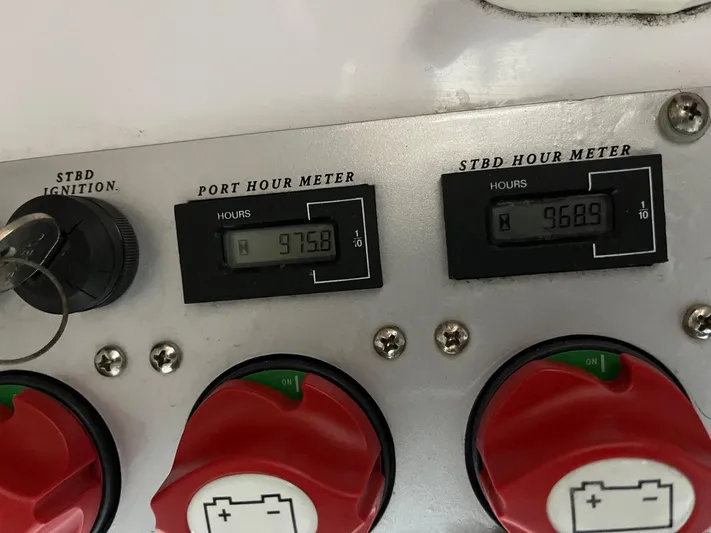 STBD
IGNITION
PORT HOUR METER
HOURS
975.8
1/10
STBD HOUR METER
HOURS
968.9
1/10
ON
ON
+ -
+ -